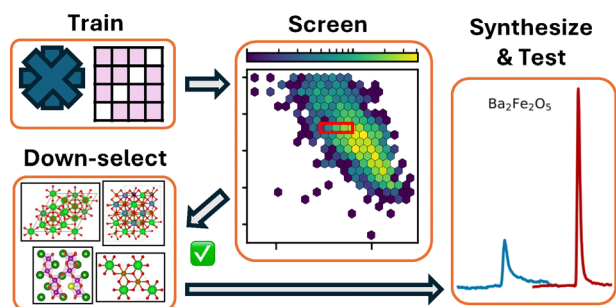 Train
Screen
Synthesize
& Test
Ba₂Fe₂O₅
Down-select